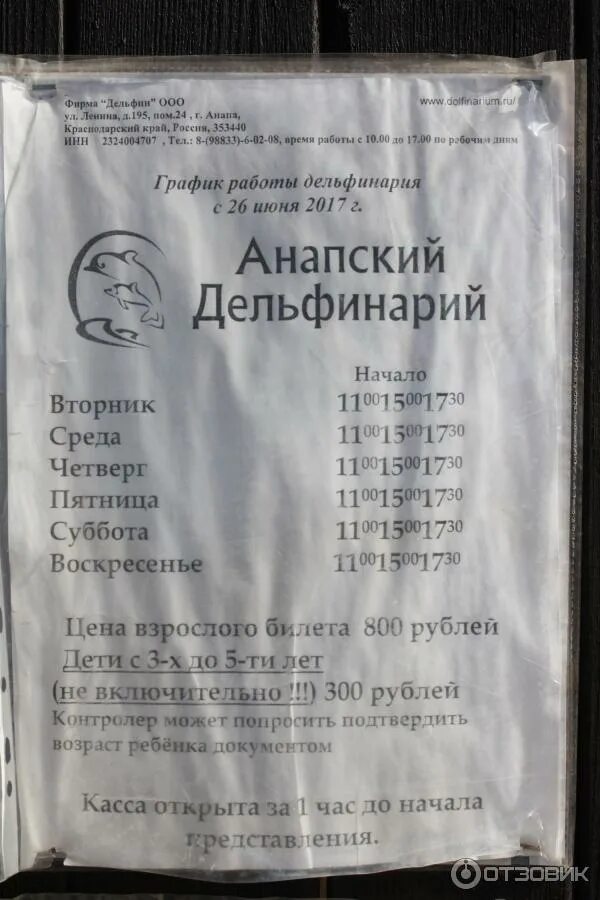 Фирма "Дельфин" ООО
www.dolfinarium.ru/
ул. Ленина, д.195, пом.24 , г. Анапа,
Краснодарский край, Россия, 353440
ИНН 2324004707 , Тел.: 8-(98833)-6-02-08, время работы с 10.00 до 17.00 по рабочим дням
График работы дельфинария
с 26 июня 2017 г.
Анапский
Дельфинарий
Начало
Вторник 11⁰⁰15⁰⁰17³⁰
Среда 11⁰⁰15⁰⁰17³⁰
Четверг 11⁰⁰15⁰⁰17³⁰
Пятница 11⁰⁰15⁰⁰17³⁰
Суббота 11⁰⁰15⁰⁰17³⁰
Воскресенье 11⁰⁰15⁰⁰17³⁰
Цена взрослого билета 800 рублей
Дети с 3-х до 5-ти лет
(не включительно !!!) 300 рублей
Контролер может попросить подтвердить
возраст ребёнка документом
Касса открыта за 1 час до начала
представления.
ОТЗОВИК